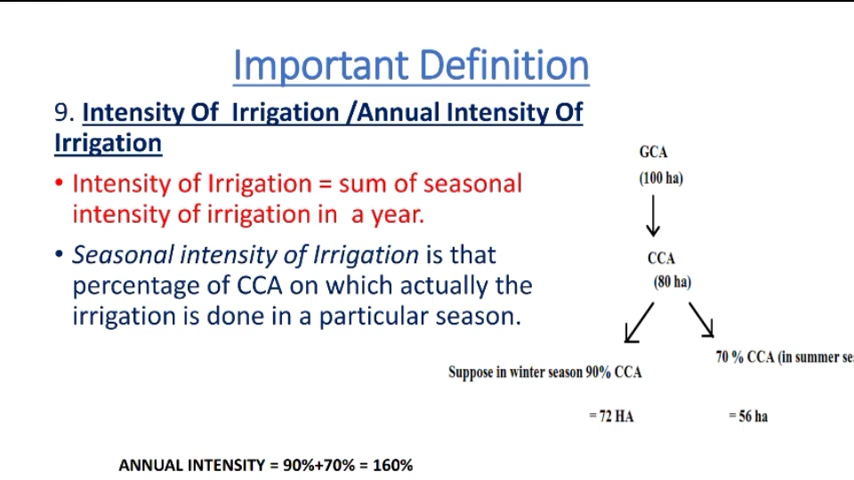 Important Definition
9. Intensity Of Irrigation /Annual Intensity Of
Irrigation
• Intensity of Irrigation = sum of seasonal
intensity of irrigation in a year.
• Seasonal intensity of Irrigation is that
percentage of CCA on which actually the
irrigation is done in a particular season.
GCA
(100 ha)
CCA
(80 ha)
Suppose in winter season 90% CCA
= 72 HA
70 % CCA (in summer se
= 56 ha
ANNUAL INTENSITY = 90%+70% = 160%